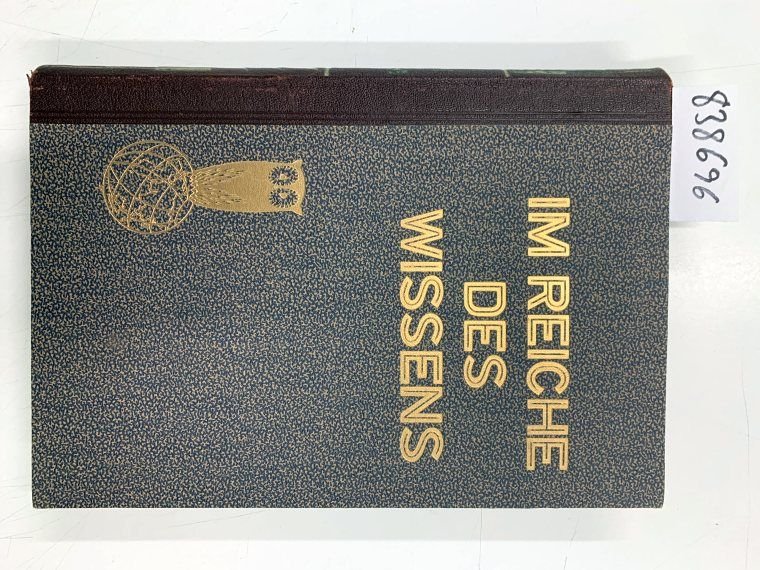 IM REICHE
DES
WISSENS
838696